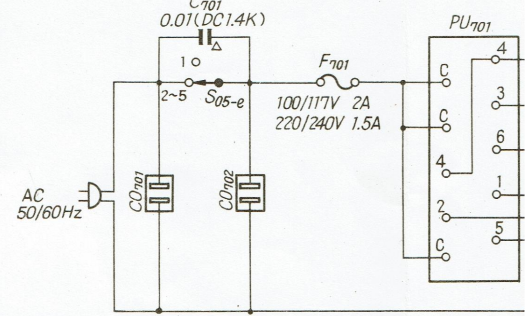 C701
0.01(DC1.4K)
1
2~5
S05-e
F701
100/117V 2A
220/240V 1.5A
PU701
C
4
C
3
6
4
1
2
5
C
CO701
CO702
AC
50/60Hz